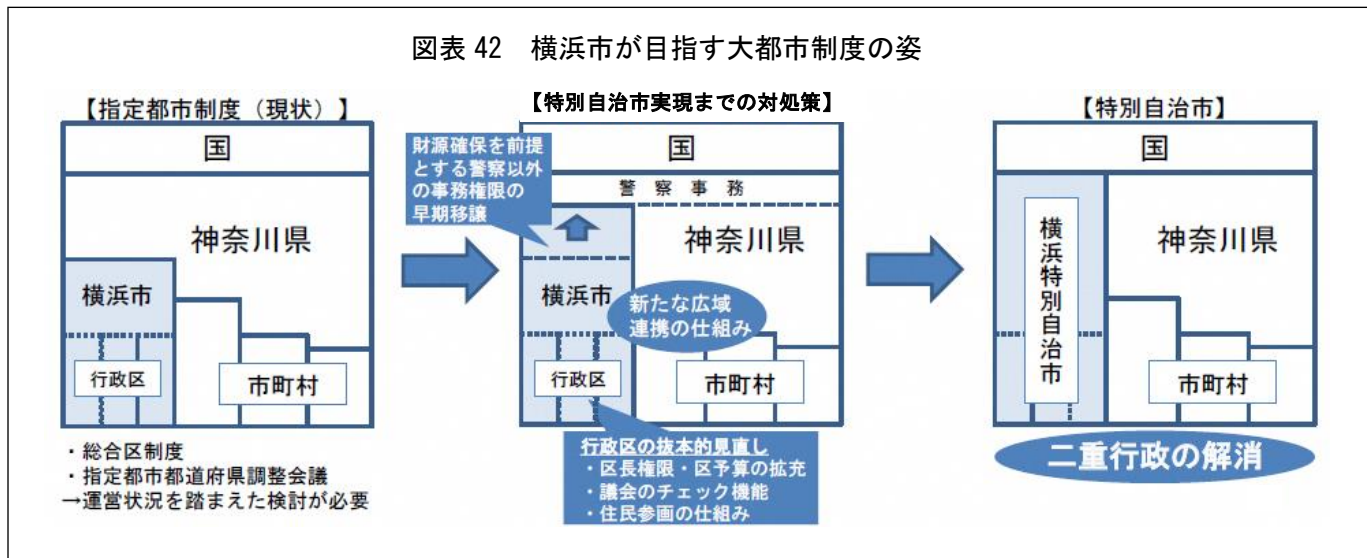 図表 42　横浜市が目指す大都市制度の姿
【指定都市制度（現状）】
国
神奈川県
横浜市
行政区
市町村
・総合区制度
・指定都市都道府県調整会議
→運営状況を踏まえた検討が必要
【特別自治市実現までの対処策】
国
財源確保を前提
とする警察以外
の事務権限の
早期移譲
警察事務
神奈川県
横浜市
新たな広域
連携の仕組み
行政区
市町村
行政区の抜本的見直し
・区長権限・区予算の拡充
・議会のチェック機能
・住民参画の仕組み
【特別自治市】
国
横浜特別自治市
神奈川県
市町村
二重行政の解消